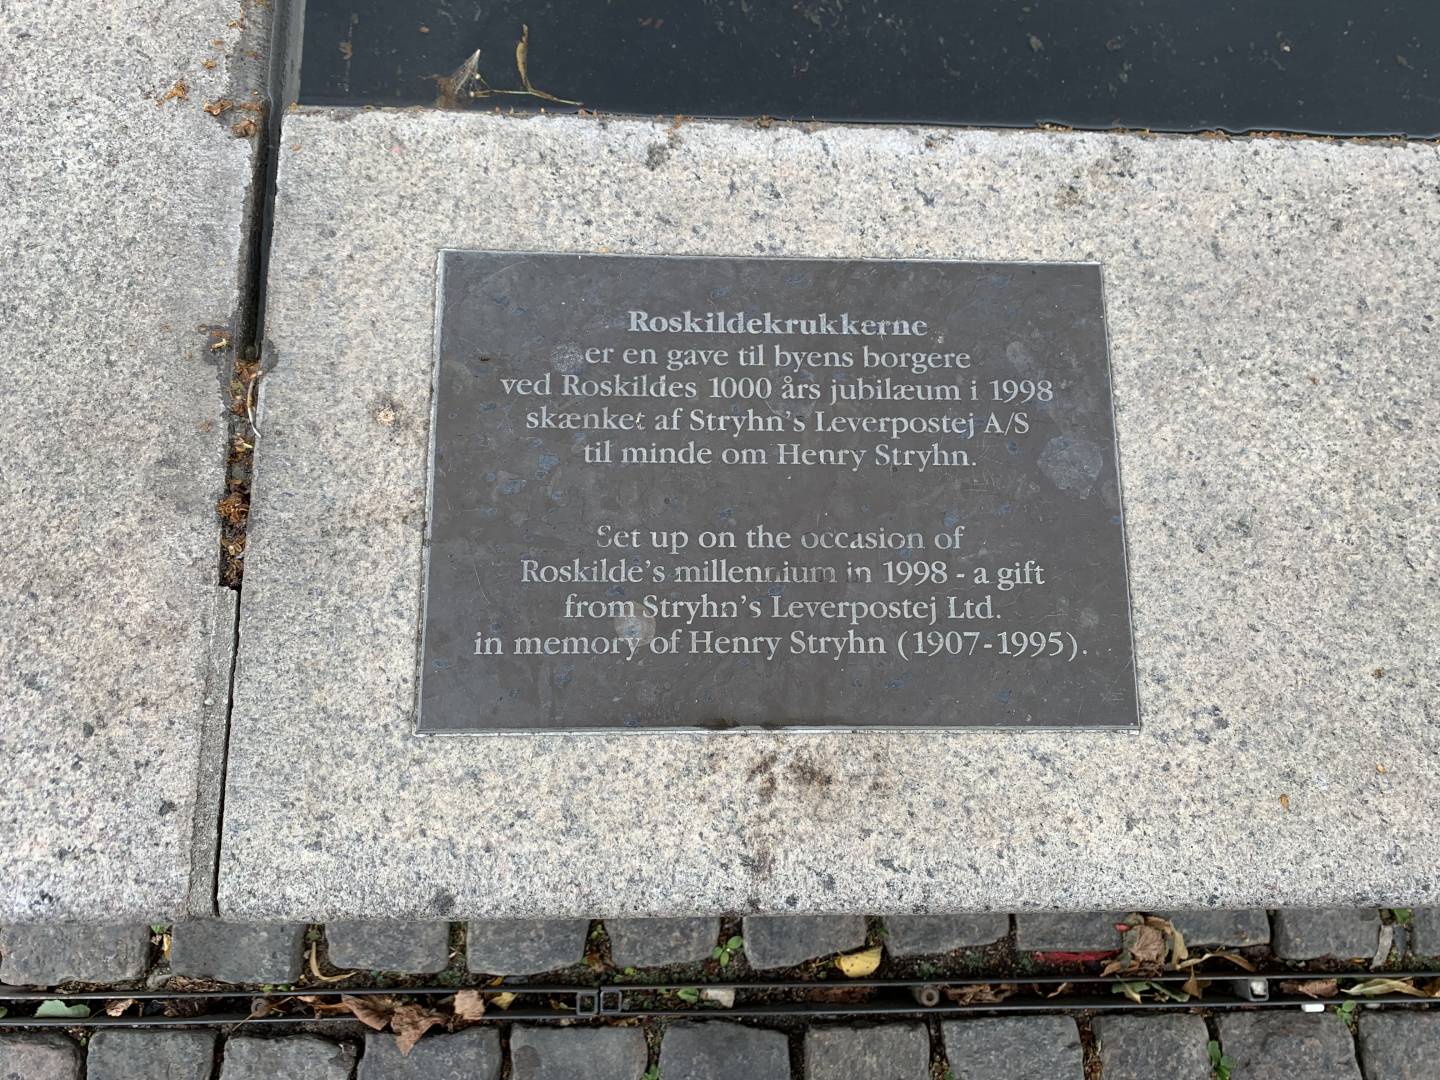 Roskildekrukkerne
er en gave til byens borgere
ved Roskildes 1000 års jubilæum i 1998
skænket af Stryhn's Leverpostej A/S
til minde om Henry Stryhn.
Set up on the occasion of
Roskilde's millennium in 1998 - a gift
from Stryhn's Leverpostej Ltd.
in memory of Henry Stryhn (1907-1995).